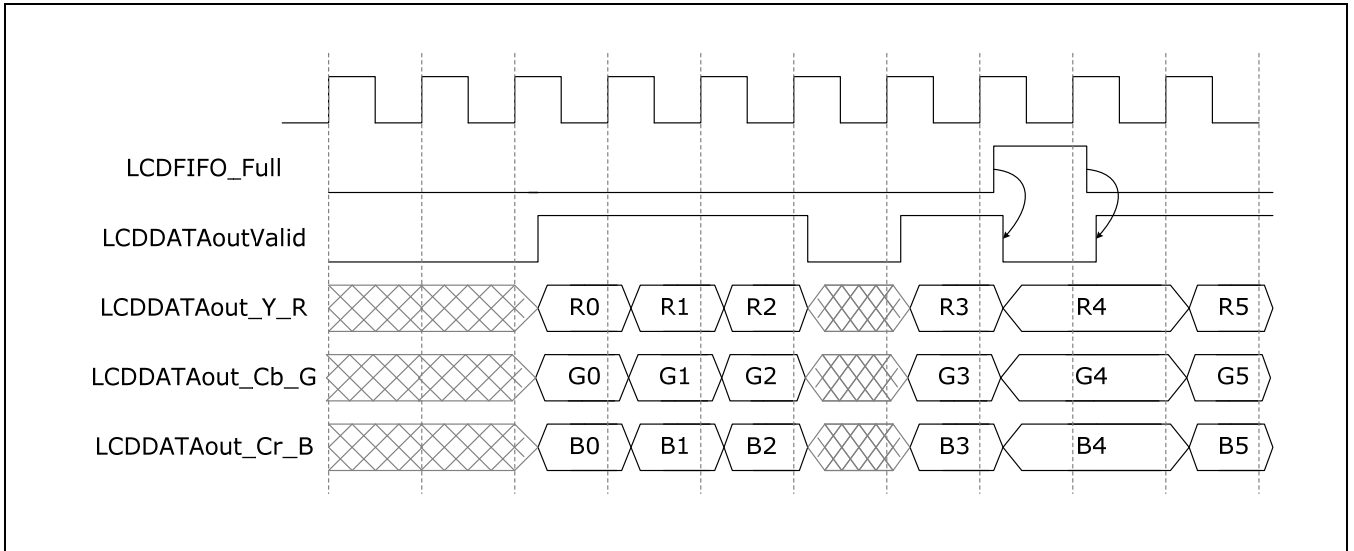 LCDFIFO_Full
LCDDATAoutValid
LCDDATAout_Y_R R0 R1 R2 R3 R4 R5
LCDDATAout_Cb_G G0 G1 G2 G3 G4 G5
LCDDATAout_Cr_B B0 B1 B2 B3 B4 B5